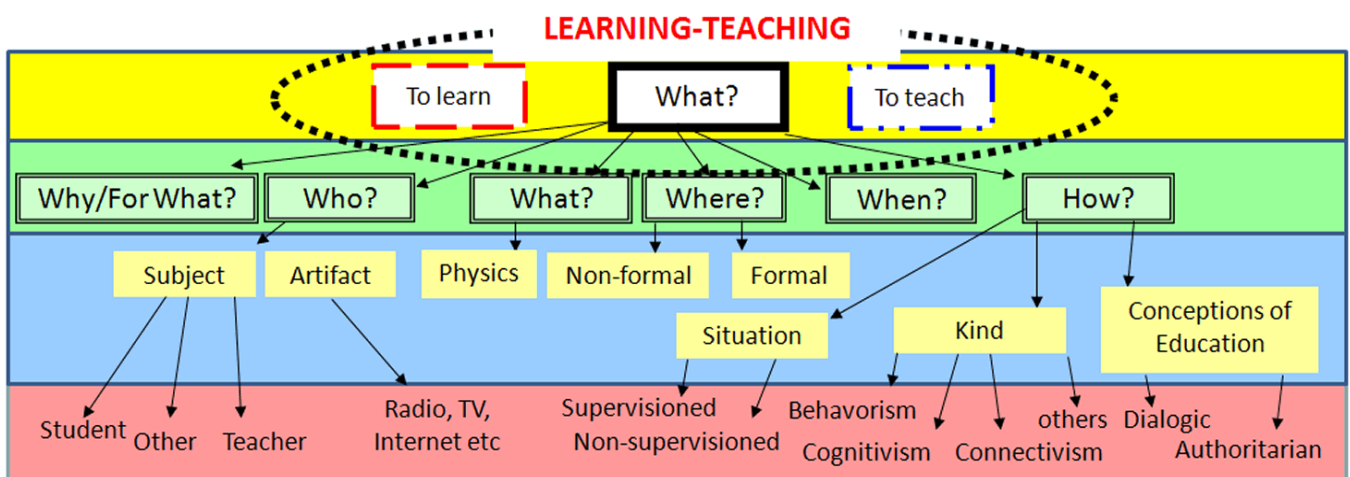 LEARNING-TEACHING
To learn
What?
To teach
Why/For What?
Who?
What?
Where?
When?
How?
Subject
Artifact
Physics
Non-formal
Formal
Situation
Kind
Conceptions of
Education
Student
Other
Teacher
Radio, TV,
Internet etc
Supervisioned
Non-supervisioned
Behavorism
Cognitivism
Connectivism
others
Dialogic
Authoritarian